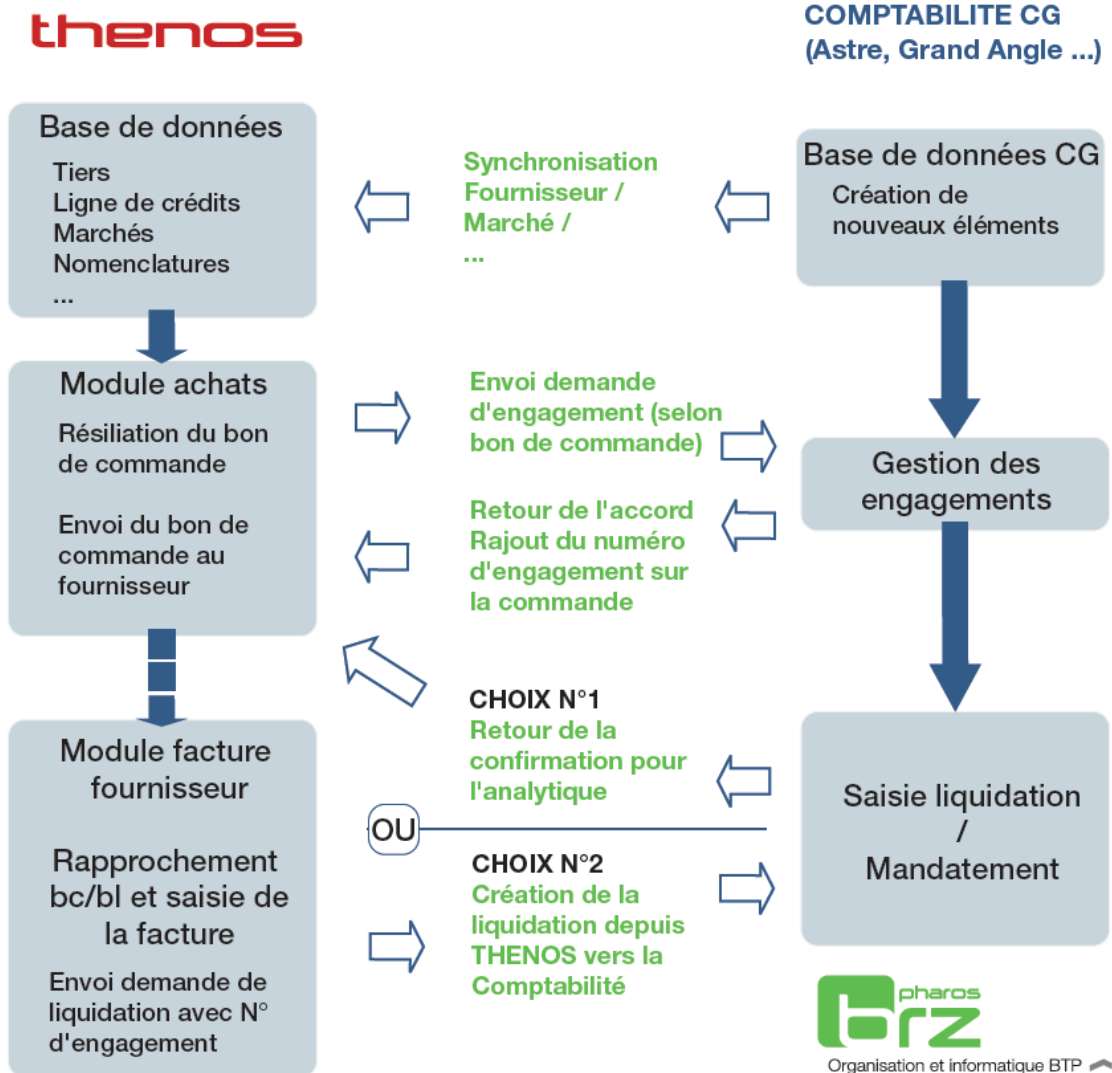 thenos
COMPTABILITE CG
(Astre, Grand Angle ...)
Base de données
Tiers
Ligne de crédits
Marchés
Nomenclatures
...
Synchronisation
Fournisseur /
Marché /
...
Base de données CG
Création de
nouveaux éléments
Module achats
Résiliation du bon
de commande
Envoi du bon de
commande au
fournisseur
Envoi demande
d'engagement (selon
bon de commande)
Retour de l'accord
Rajout du numéro
d'engagement sur
la commande
Gestion des
engagements
CHOIX N°1
Retour de la
confirmation pour
l'analytique
OU
CHOIX N°2
Création de la
liquidation depuis
THENOS vers la
Comptabilité
Module facture
fournisseur
Rapprochement
bc/bl et saisie de
la facture
Envoi demande de
liquidation avec N°
d'engagement
Saisie liquidation
/
Mandatement
pharos
brz
Organisation et informatique BTP